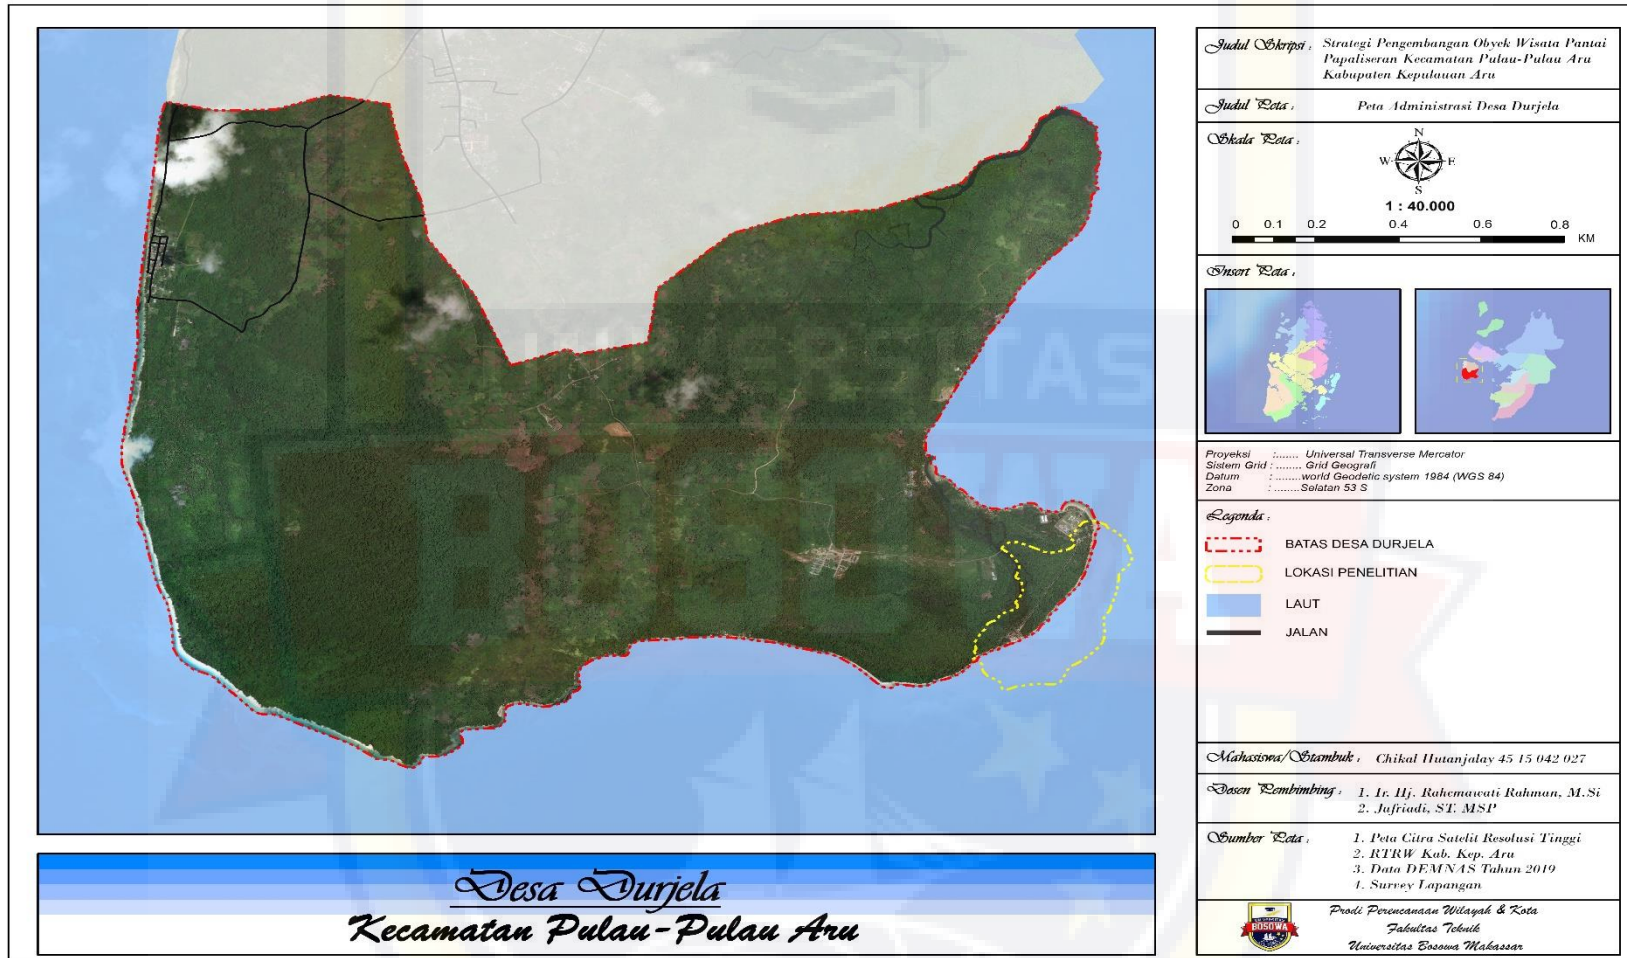 Judul Skripsi : Strategi Pengembangan Obyek Wisata Pantai
Papaliseran Kecamatan Pulau-Pulau Aru
Kabupaten Kepulauan Aru
Judul Peta : Peta Administrasi Desa Durjela
Skala Peta :
N
W E
S
1 : 40.000
0 0.1 0.2 0.4 0.6 0.8
KM
Insert Peta :
Proyeksi :....... Universal Transverse Mercator
Sistem Grid : ........ Grid Geografi
Datum : ........world Geodetic system 1984 (WGS 84)
Zona : ........Selatan 53 S
Legenda :
BATAS DESA DURJELA
LOKASI PENELITIAN
LAUT
JALAN
Mahasiswa/Stambuk : Chikal Hutanjalay 45 15 042 027
Dosen Pembimbing : 1. Ir. Hj. Rahcmawati Rahman, M.Si
2. Jufriadi, ST. MSP
Sumber Peta : 1. Peta Citra Satelit Resolusi Tinggi
2. RTRW Kab. Kep. Aru
3. Data DEMNAS Tahun 2019
4. Survey Lapangan
BOSOWA
Prodi Perencanaan Wilayah & Kota
Fakultas Teknik
Universitas Bosowa Makassar
Desa Durjela
Kecamatan Pulau-Pulau Aru
UNIVERSITAS
BOSOWA